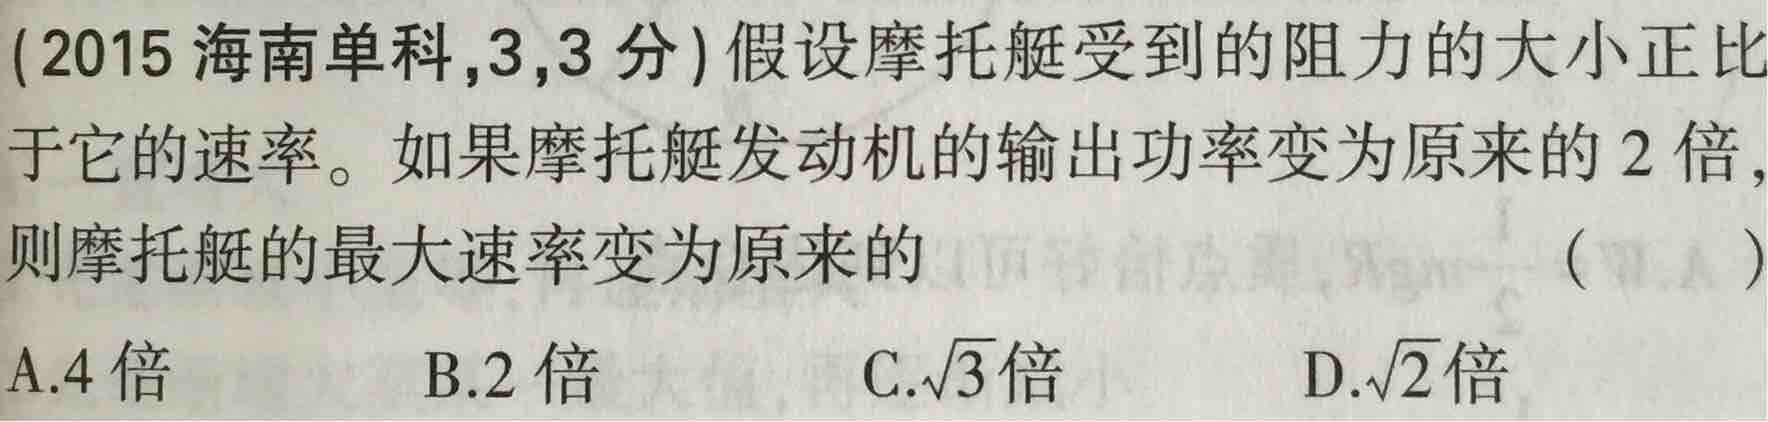 (2015 海南单科,3,3 分)假设摩托艇受到的阻力的大小正比
于它的速率。如果摩托艇发动机的输出功率变为原来的 2 倍,
则摩托艇的最大速率变为原来的 (    )
A.4 倍 B.2 倍 C.√3倍 D.√2倍